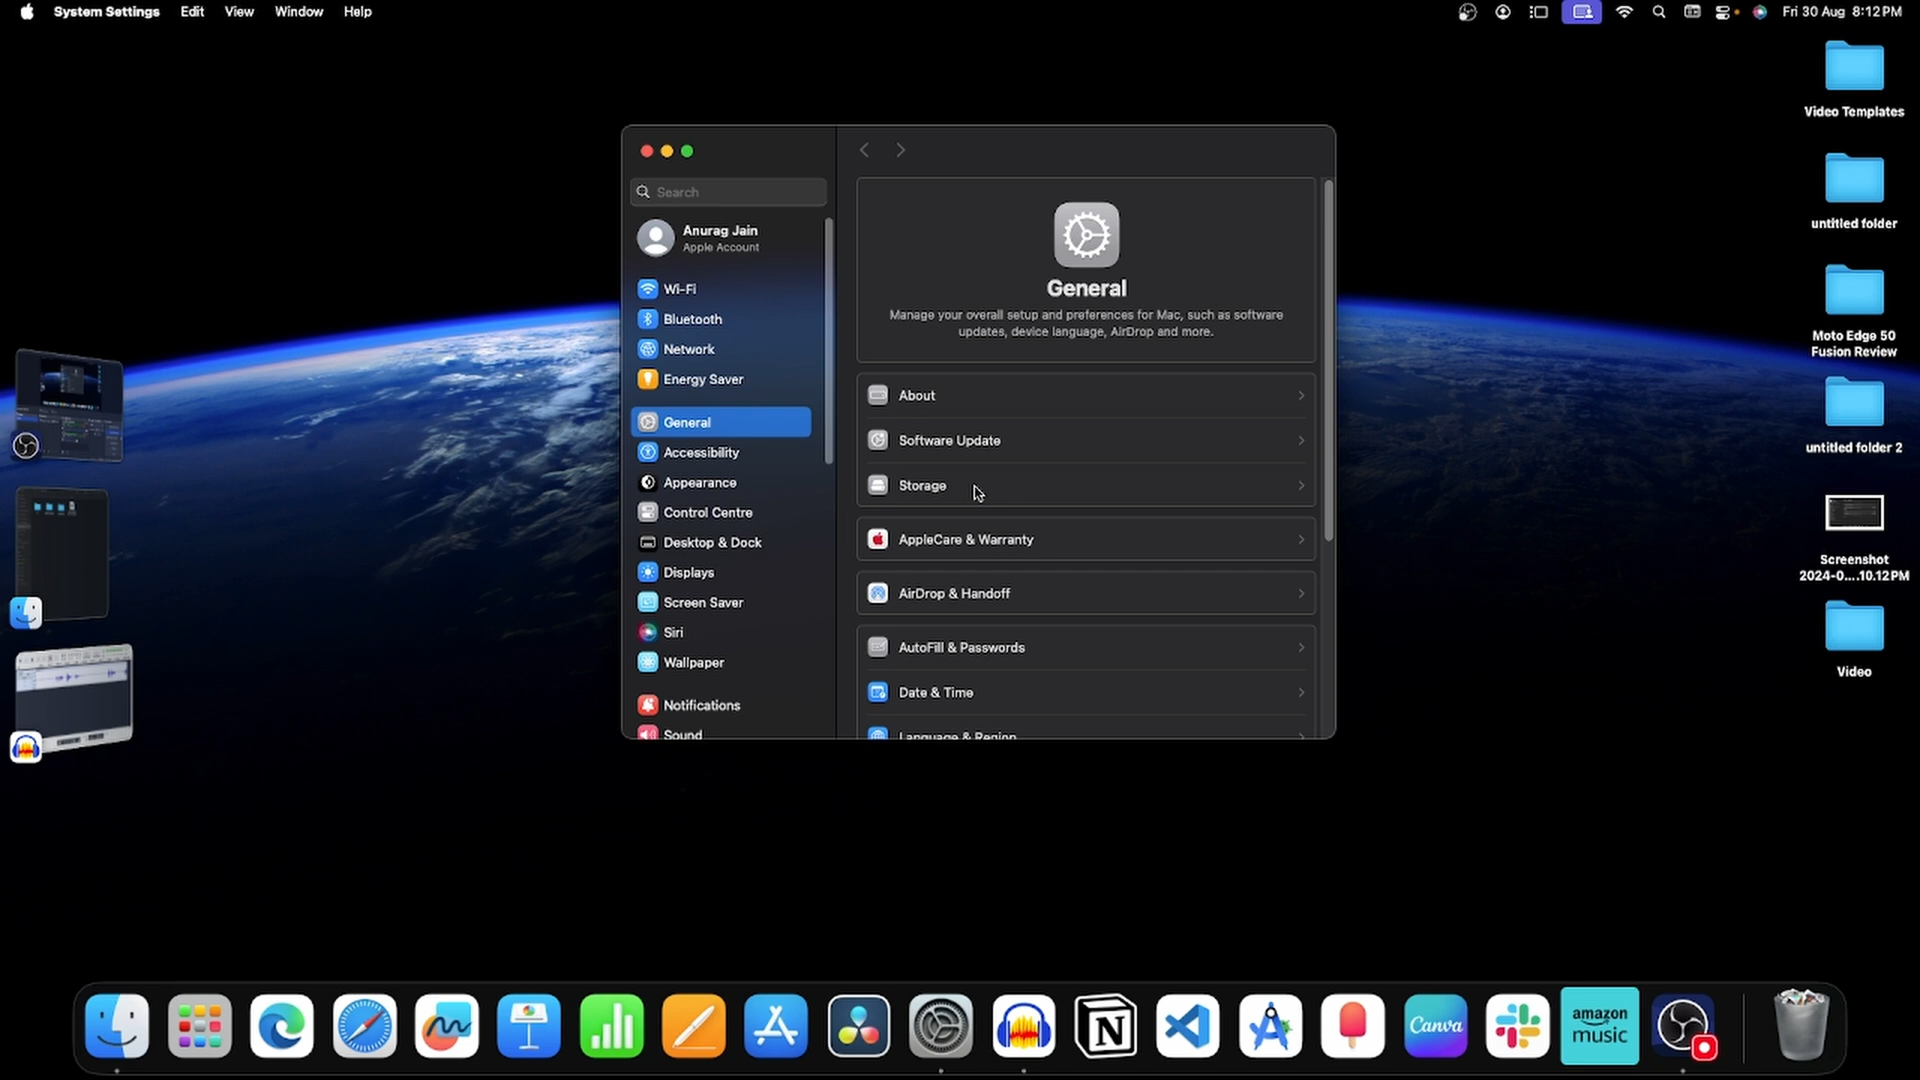 System Settings Edit View Window Help
Fri 30 Aug 8:12 PM
Search
Anurag Jain
Apple Account
Wi-Fi
Bluetooth
Network
Energy Saver
General
Accessibility
Appearance
Control Centre
Desktop & Dock
Displays
Screen Saver
Siri
Wallpaper
Notifications
Sound
General
Manage your overall setup and preferences for Mac, such as software
updates, device language, AirDrop and more.
About
Software Update
Storage
AppleCare & Warranty
AirDrop & Handoff
AutoFill & Passwords
Date & Time
Language & Region
Video Templates
untitled folder
Moto Edge 50
Fusion Review
untitled folder 2
Screenshot
2024-0....10.12 PM
Video
N
Canva
amazon
music